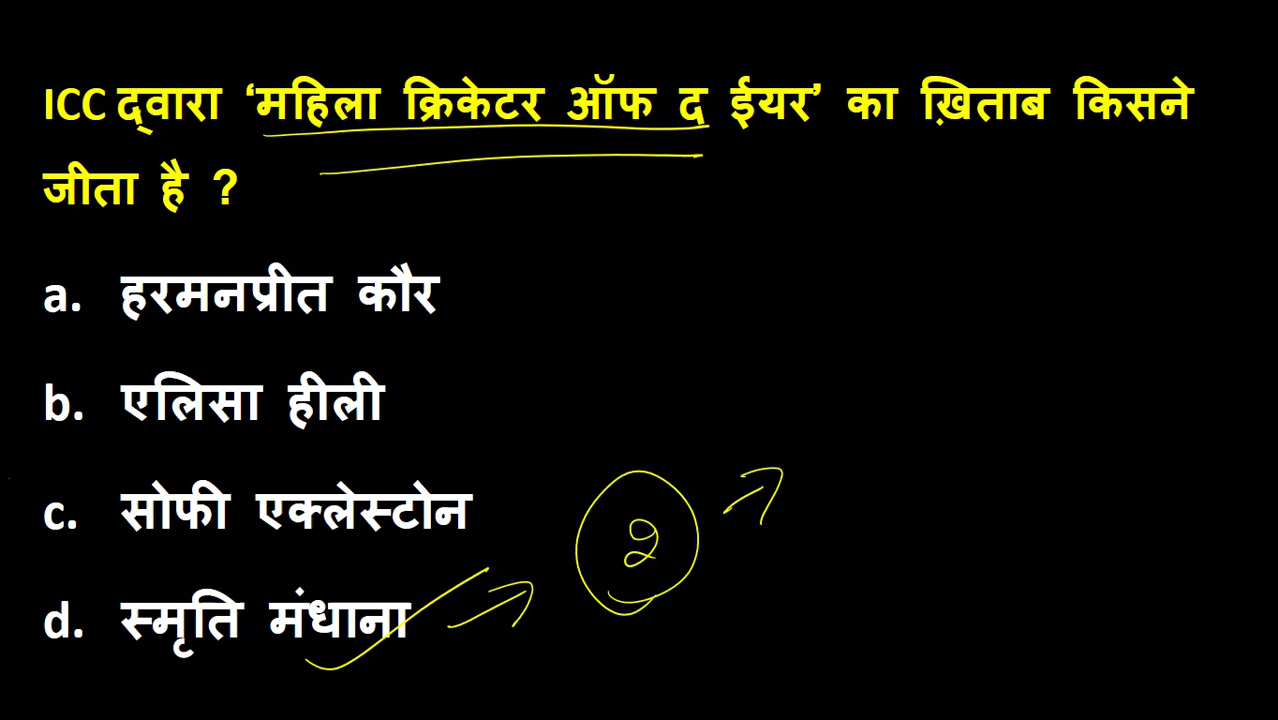 ICC द्वारा ‘महिला क्रिकेटर ऑफ द ईयर’ का ख़िताब किसने
जीता है ?
a. हरमनप्रीत कौर
b. एलिसा हीली
c. सोफी एक्लेस्टोन
2
d. स्मृति मंधाना